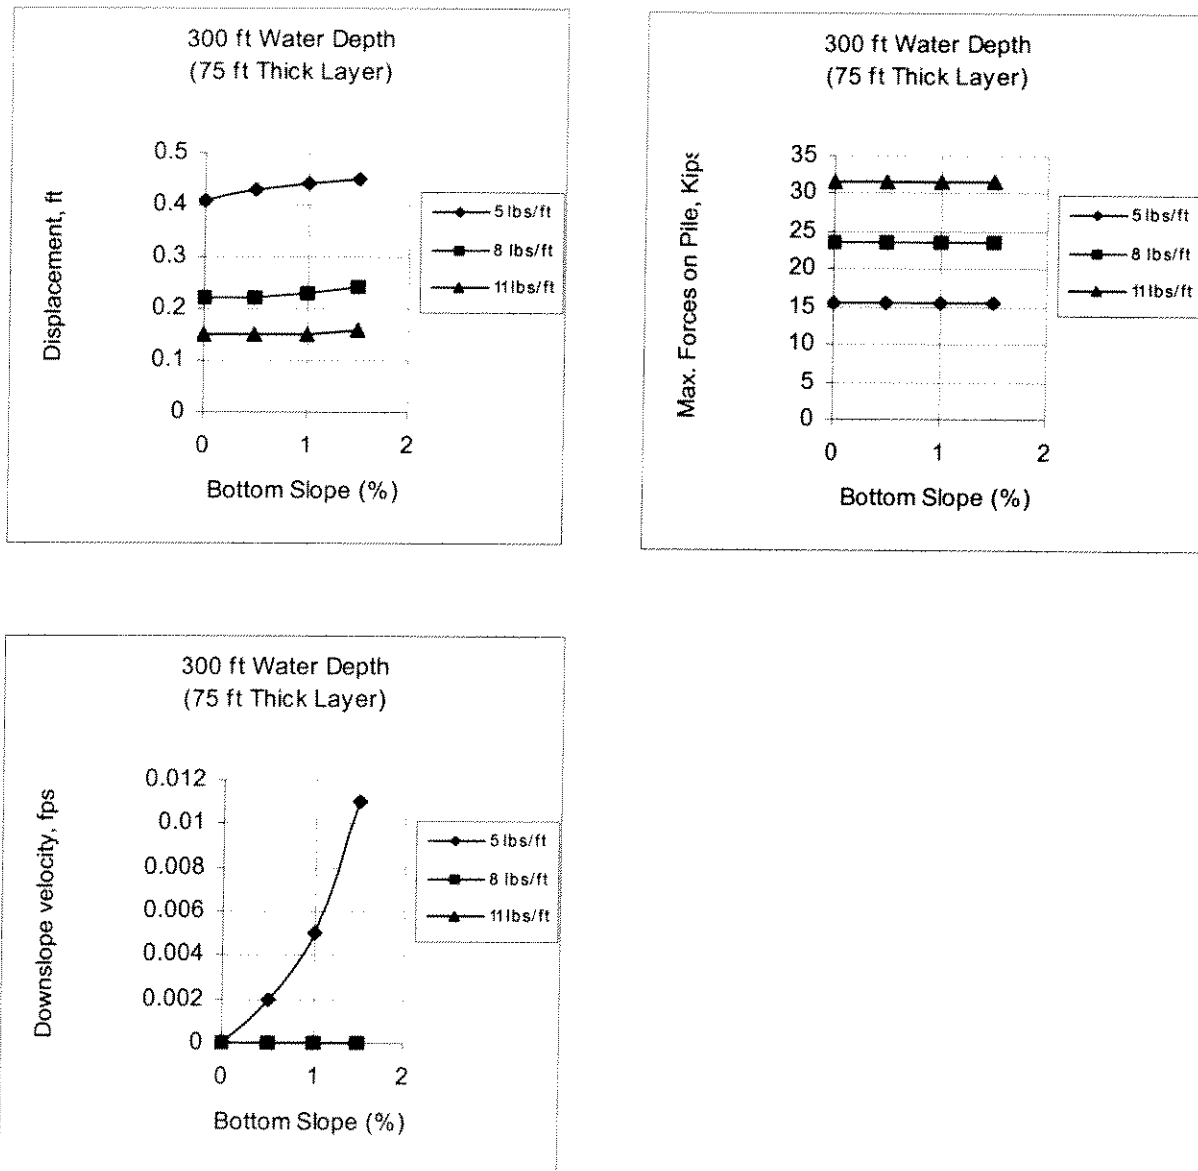 300 ft Water Depth
(75 ft Thick Layer)
Displacement, ft
0.5
0.4
0.3
0.2
0.1
0
0 1 2
Bottom Slope (%)
5 lbs/ft
8 lbs/ft
11 lbs/ft
300 ft Water Depth
(75 ft Thick Layer)
Max. Forces on Pile, Kips
35
30
25
20
15
10
5
0
0 1 2
Bottom Slope (%)
5 lbs/ft
8 lbs/ft
11 lbs/ft
300 ft Water Depth
(75 ft Thick Layer)
Downslope velocity, fps
0.012
0.01
0.008
0.006
0.004
0.002
0
0 1 2
Bottom Slope (%)
5 lbs/ft
8 lbs/ft
11 lbs/ft